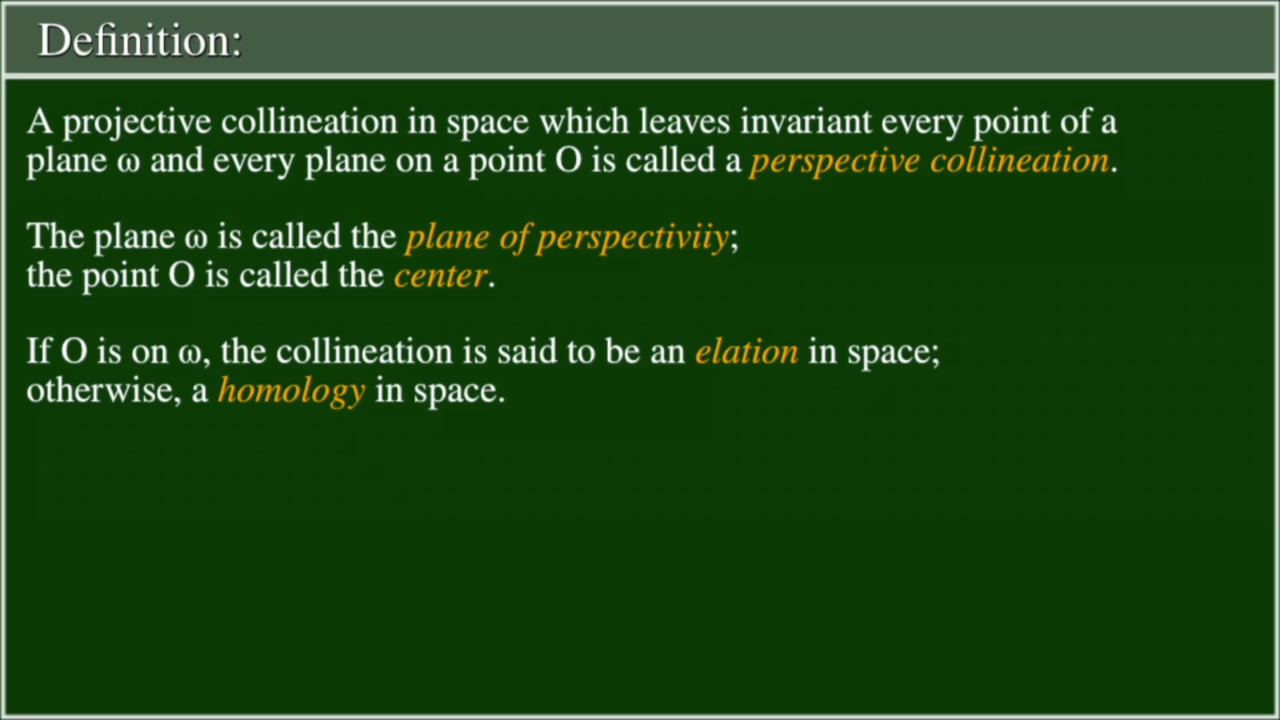 Definition:
A projective collineation in space which leaves invariant every point of a
plane ω and every plane on a point O is called a perspective collineation.
The plane ω is called the plane of perspectiviiy;
the point O is called the center.
If O is on ω, the collineation is said to be an elation in space;
otherwise, a homology in space.